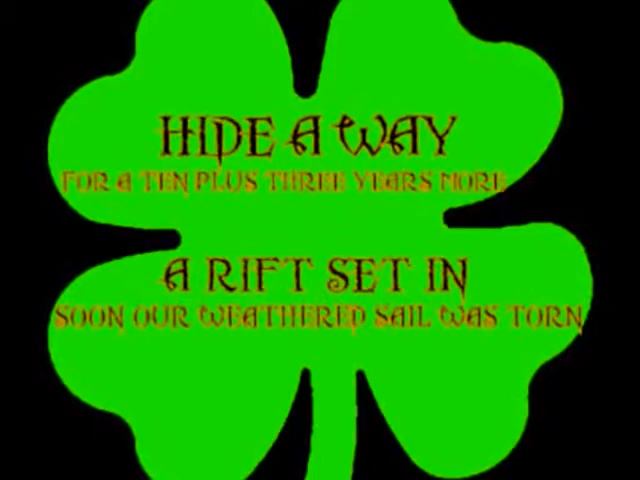 HIDE A WAY
FOR A TEN PLUS THREE YEARS MORE
A RIFT SET IN
SOON OUR WEATHERED SAIL WAS TORN